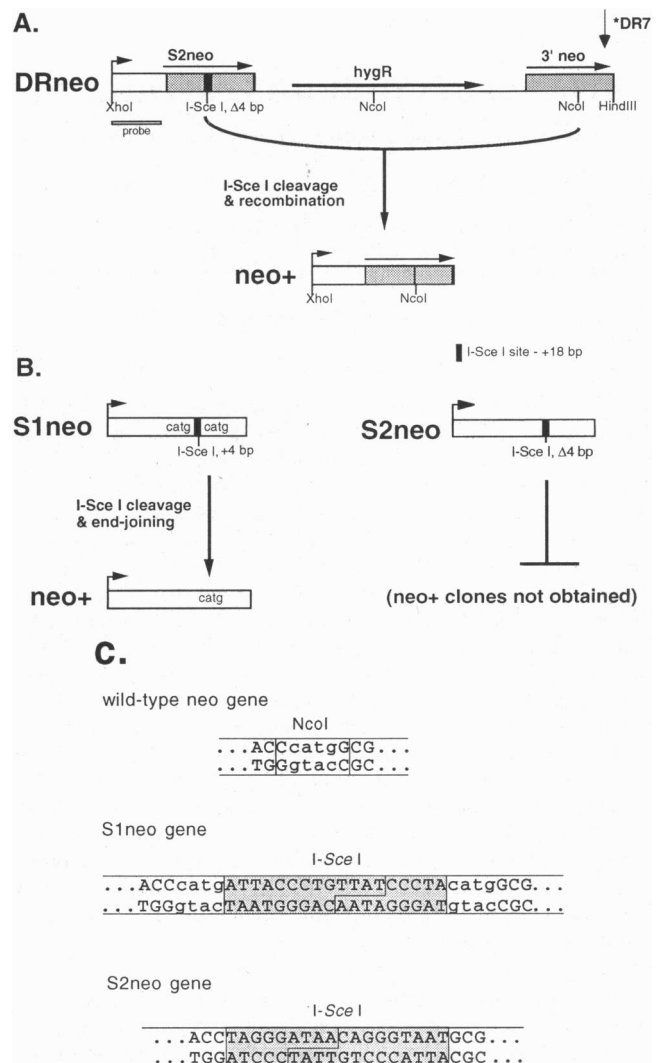 A.
*DR7
S2neo
hygR
3' neo
DRneo
XhoI
I-Sce I, Δ4 bp
NcoI
NcoI
HindIII
probe
I-Sce I cleavage
& recombination
neo+
XhoI
NcoI
I-Sce I site - +18 bp
B.
S1neo
catg
catg
I-Sce I, +4 bp
S2neo
I-Sce I, Δ4 bp
I-Sce I cleavage
& end-joining
neo+
catg
(neo+ clones not obtained)
C.
wild-type neo gene
NcoI
...ACCcatgGCG...
...TGGgtacCGC...
S1neo gene
I-Sce I
...ACCcatgATTACCCTGTTATCCCTAcatgGCG...
...TGGgtacTAATGGGACAATAGGGATgtacCGC...
S2neo gene
I-Sce I
...ACCTAGGGATAACAGGGTAATGCG...
...TGGATCCCTATTGTCCCATTACGC...